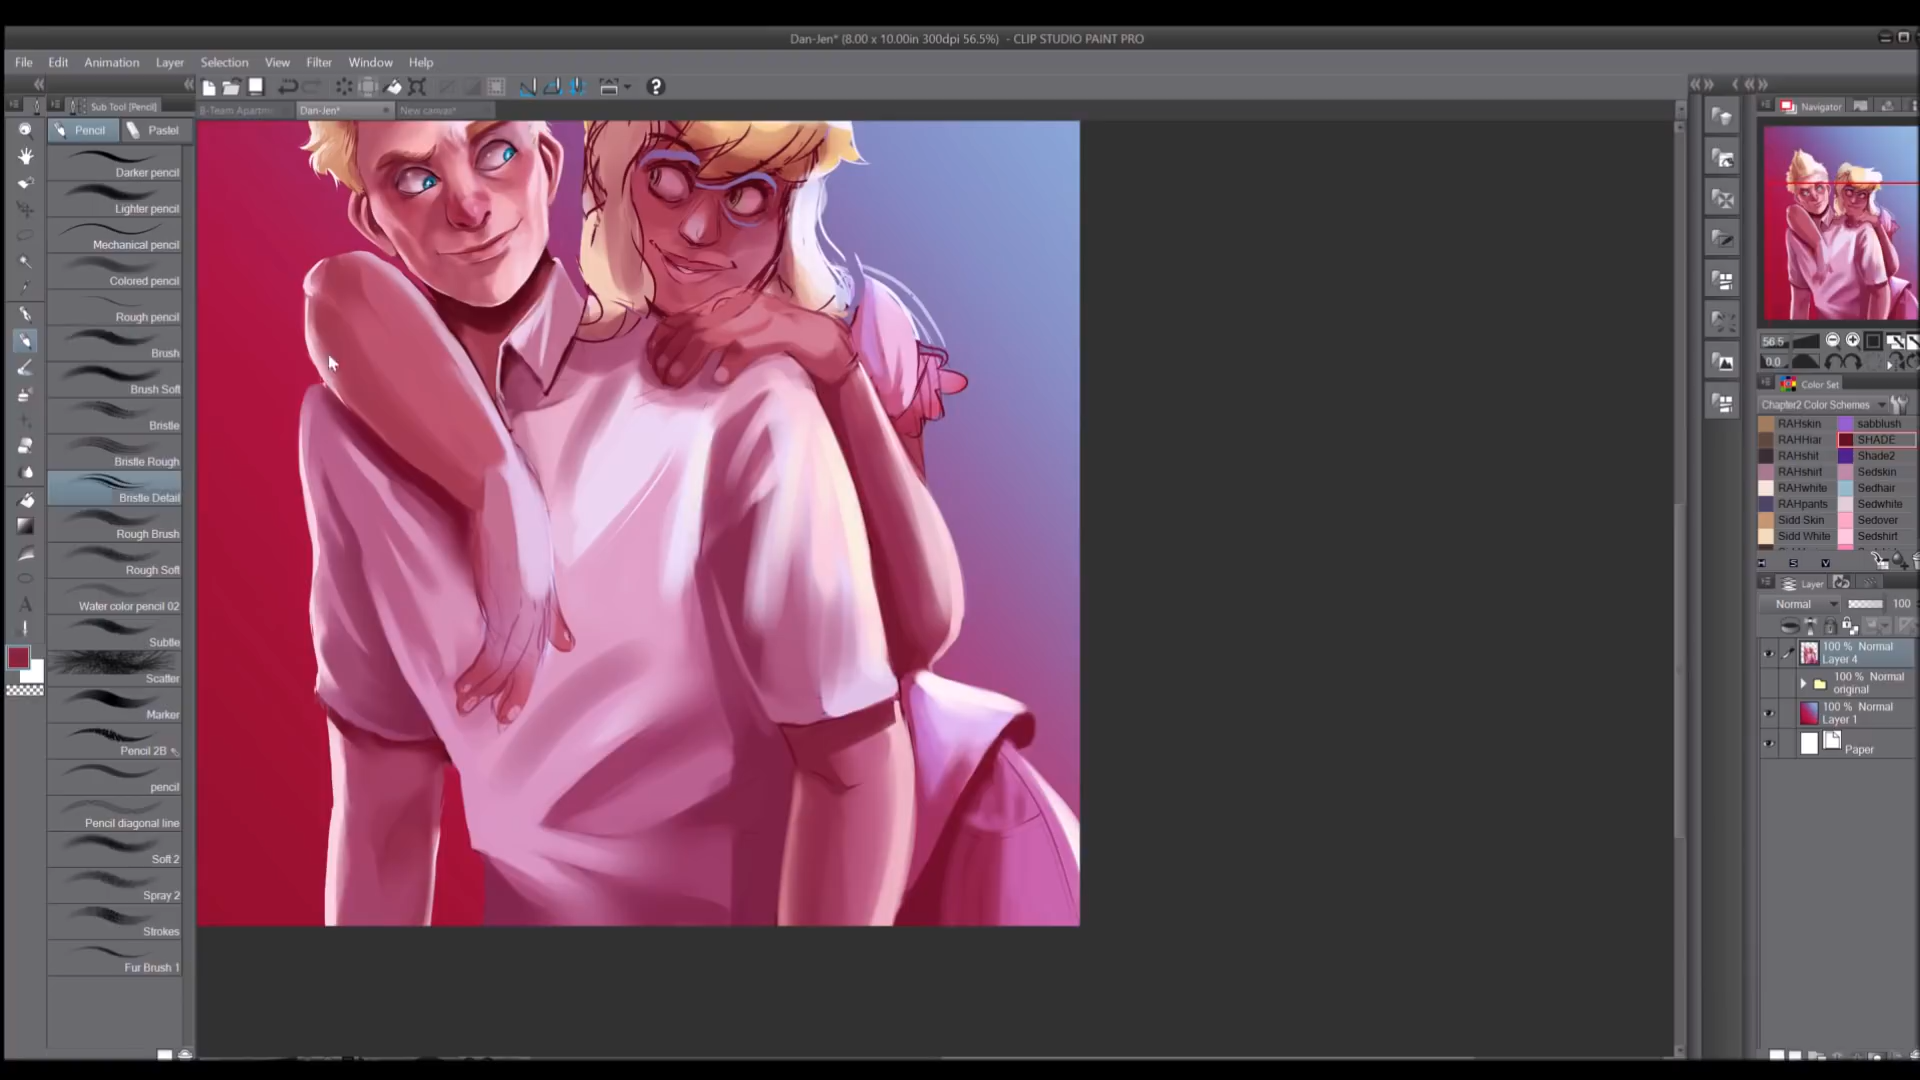 Dan-Jen* (8.00 x 10.00in 300dpi 56.5%) - CLIP STUDIO PAINT PRO
File Edit Animation Layer Selection View Filter Window Help
Sub Tool [Pencil]
B-Team Apartm
Dan-Jen*
New canvas*
Navigator
Pencil
Pastel
Darker pencil
Lighter pencil
Mechanical pencil
Colored pencil
Rough pencil
Brush
Brush Soft
Bristle
Bristle Rough
Bristle Detail
Rough Brush
Rough Soft
Water color pencil 02
Subtle
Scatter
Marker
Pencil 2B
pencil
Pencil diagonal line
Soft 2
Spray 2
Strokes
Fur Brush 1
56.5
0.0
Color Set
Chapter2 Color Schemes
RAHskin sabblush
RAHHiar SHADE
RAHshit Shade2
RAHshirt Sedskin
RAHwhite Sedhair
RAHpants Sedwhite
Sidd Skin Sedover
Sidd White Sedshirt
H S V
Layer
Normal 100
100 % Normal
Layer 4
100 % Normal
original
100 % Normal
Layer 1
Paper